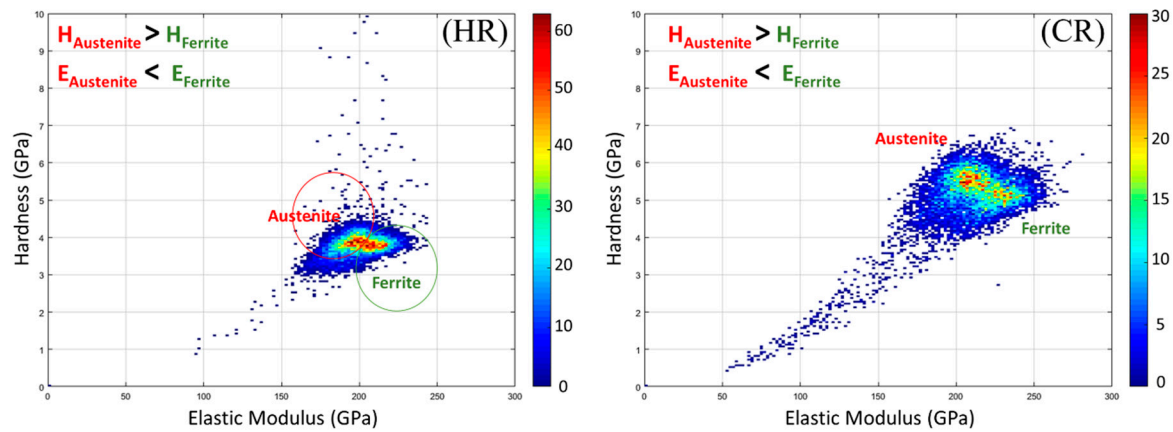 (HR)
H Austenite > H Ferrite
E Austenite < E Ferrite
Austenite
Ferrite
Hardness (GPa)
10
9
8
7
6
5
4
3
2
1
0
0 50 100 150 200 250 300
Elastic Modulus (GPa)
60
50
40
30
20
10
0
(CR)
H Austenite > H Ferrite
E Austenite < E Ferrite
Austenite
Ferrite
Hardness (GPa)
10
9
8
7
6
5
4
3
2
1
0
0 50 100 150 200 250 300
Elastic Modulus (GPa)
30
25
20
15
10
5
0